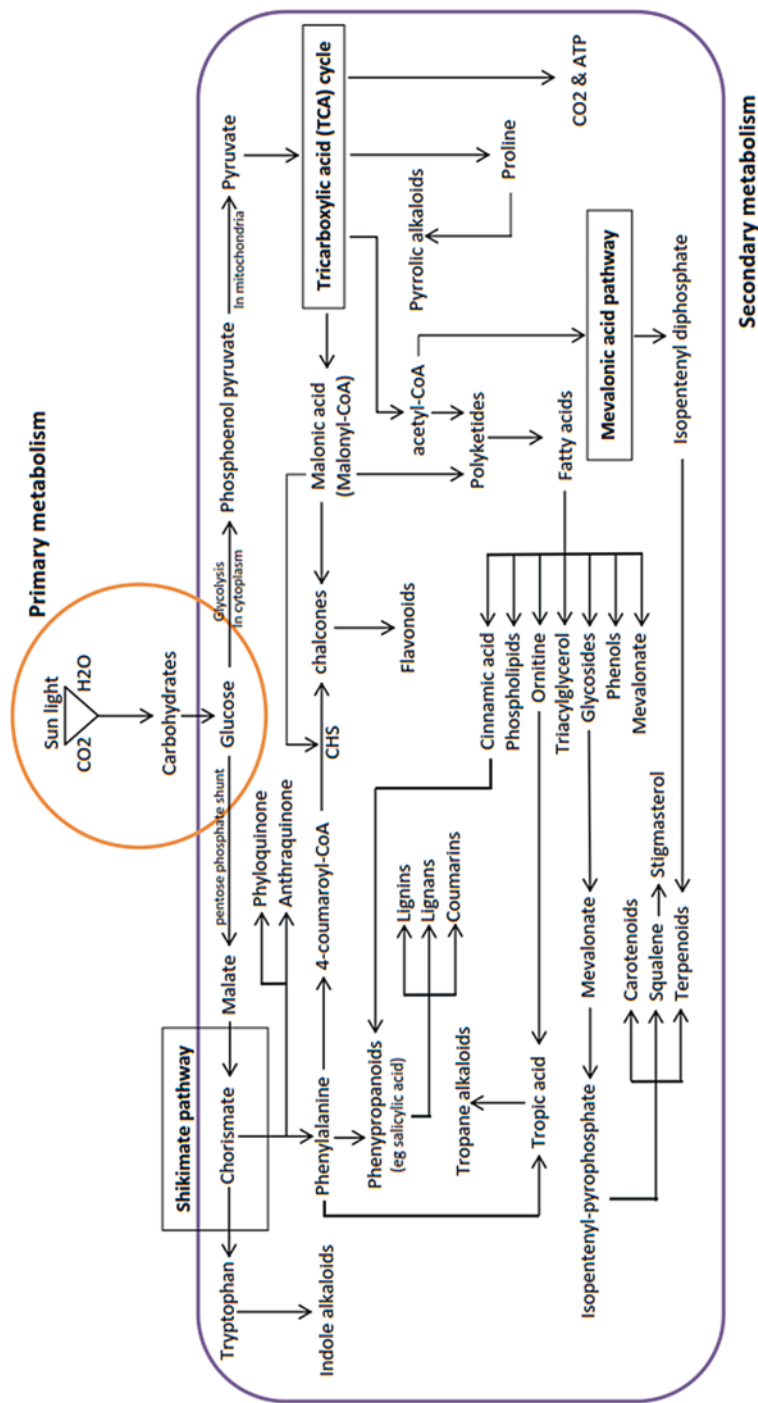 Primary metabolism
Sun light
CO2
H2O
Carbohydrates
Glucose
pentose phosphate shunt
Glycolysis
In cytoplasm
Phosphoenol pyruvate
In mitochondria
Pyruvate
Shikimate pathway
Tryptophan
Chorismate
Malate
Indole alkaloids
Phyloquinone
Anthraquinone
Tricarboxylic acid (TCA) cycle
Phenylalanine
4-coumaroyl-CoA
CHS
chalcones
Malonic acid
(Malonyl-CoA)
Flavonoids
acetyl-CoA
Pyrrolic alkaloids
Proline
CO2 & ATP
Phenypropanoids
(eg salicylic acid)
Lignins
Lignans
Coumarins
Polyketides
Fatty acids
Cinnamic acid
Phospholipids
Ornitine
Triacylglycerol
Glycosides
Phenols
Mevalonate
Tropane alkaloids
Tropic acid
Mevalonic acid pathway
Isopentenyl-pyrophosphate
Mevalonate
Isopentenyl diphosphate
Carotenoids
Squalene
Stigmasterol
Terpenoids
Secondary metabolism